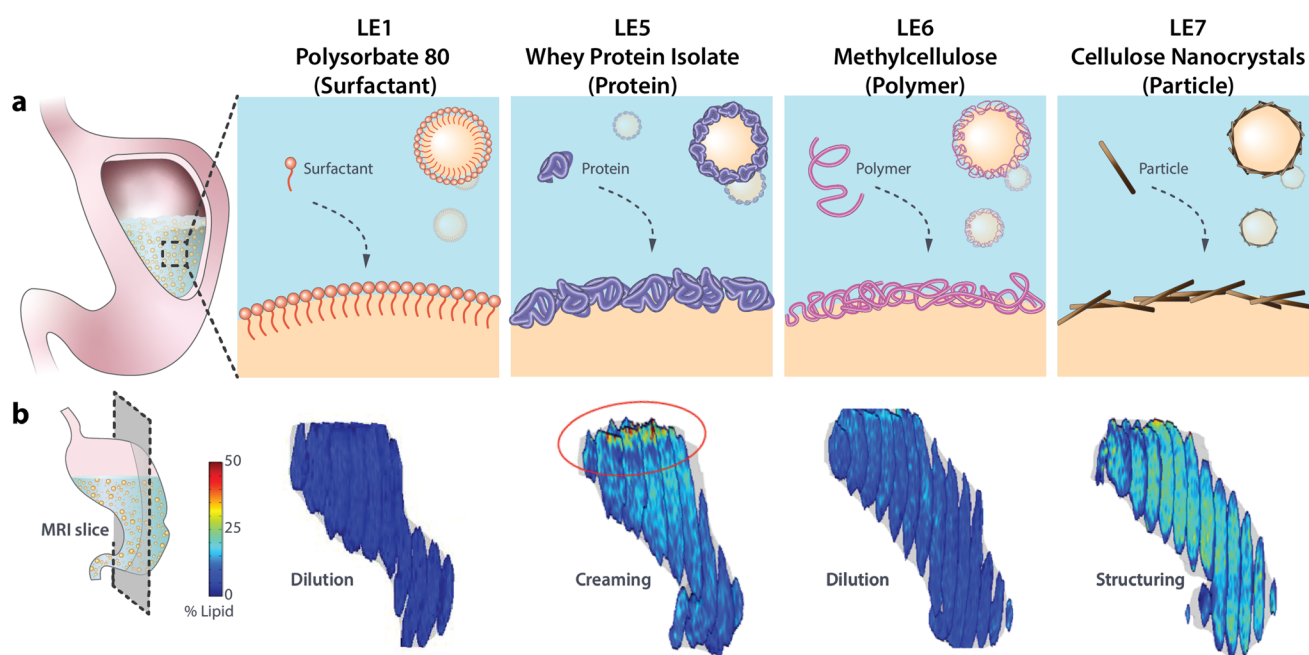 LE1
Polysorbate 80
(Surfactant)
LE5
Whey Protein Isolate
(Protein)
LE6
Methylcellulose
(Polymer)
LE7
Cellulose Nanocrystals
(Particle)
a
Surfactant
Protein
Polymer
Particle
b
50
25
0
% Lipid
MRI slice
Dilution
Creaming
Dilution
Structuring